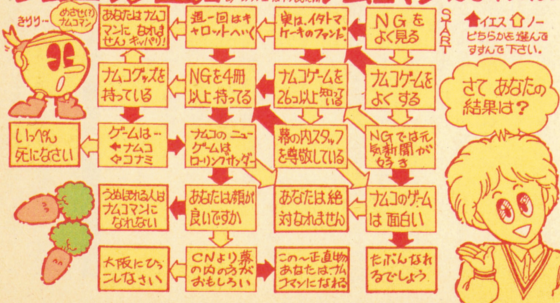 きりリ…
めざせ!?
ナムコマン
あなたはナムコ
マンに なれま
せん キッパリ!
週一回はキ
ャロットへいく
実は、イタトマ
ケーキのファンだ
NGを
よく見る
START
イエス ノー
どちらかを選んで
すすんで下さい。
ナムコグッズを
持っている
NGを4冊
以上持ってる
ナムコゲームを
26コ以上知って
いる
ナムコゲームを
よく する
さて あなたの
結果は?
いっぺん
死になさい
ゲームは…
ナムコ
コナミ
ナムコのニュー
ゲームは
ローリングサンダー
幕の内スタッフ
を尊敬している
NGでは元
気新聞が
好き
うぬぼれる人は
ナムコマンに
なれない
あなたは顔が
良いですか
あなたは絶
対なれません
ナムコのゲーム
は 面白い
大阪にひっ
こしなさい
CNより幕
の内の方が
おもしろい
この〜正直物
あなたはナム
コマンになれる
たぶんなれ
るでしょう